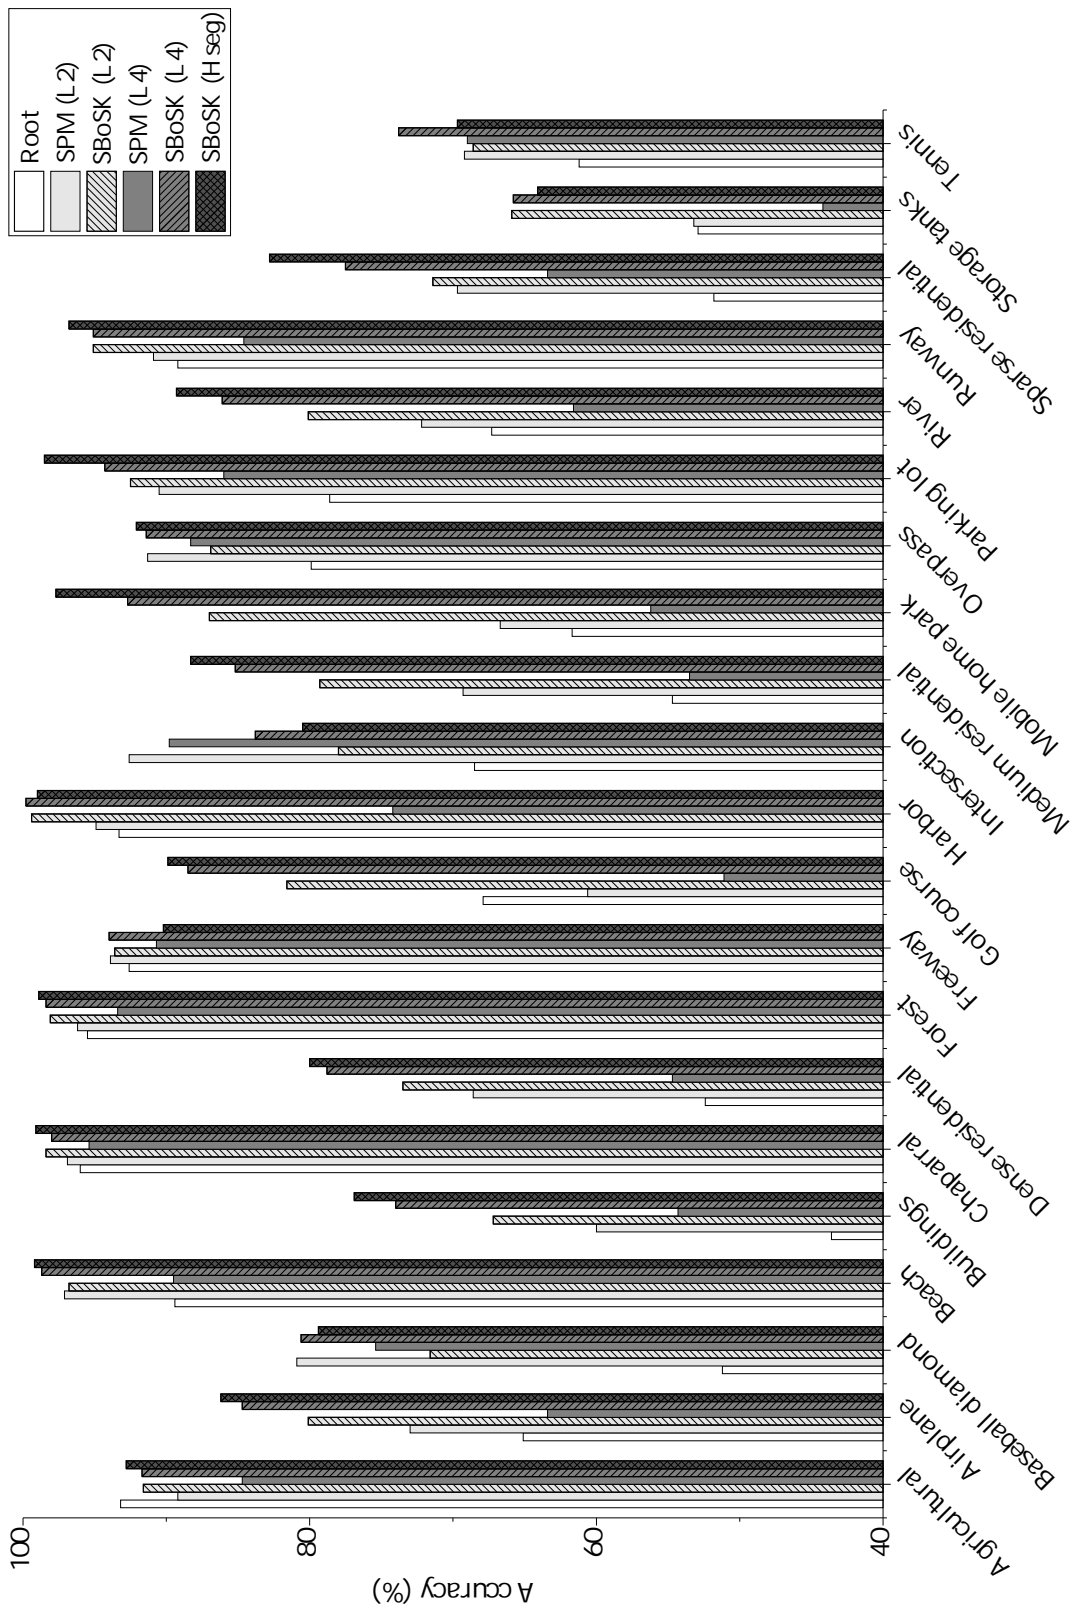 Root
SPM (L2)
SBoSK (L2)
SPM (L4)
SBoSK (L4)
SBoSK (Hseg)
100
80
60
40
Accuracy (%)
Agricultural
Airplane
Baseball diamond
Beach
Buildings
Chaparral
Dense residential
Forest
Freeway
Golf course
Harbor
Intersection
Medium residential
Mobile home park
Overpass
Parking lot
River
Runway
Sparse residential
Storage tanks
Tennis